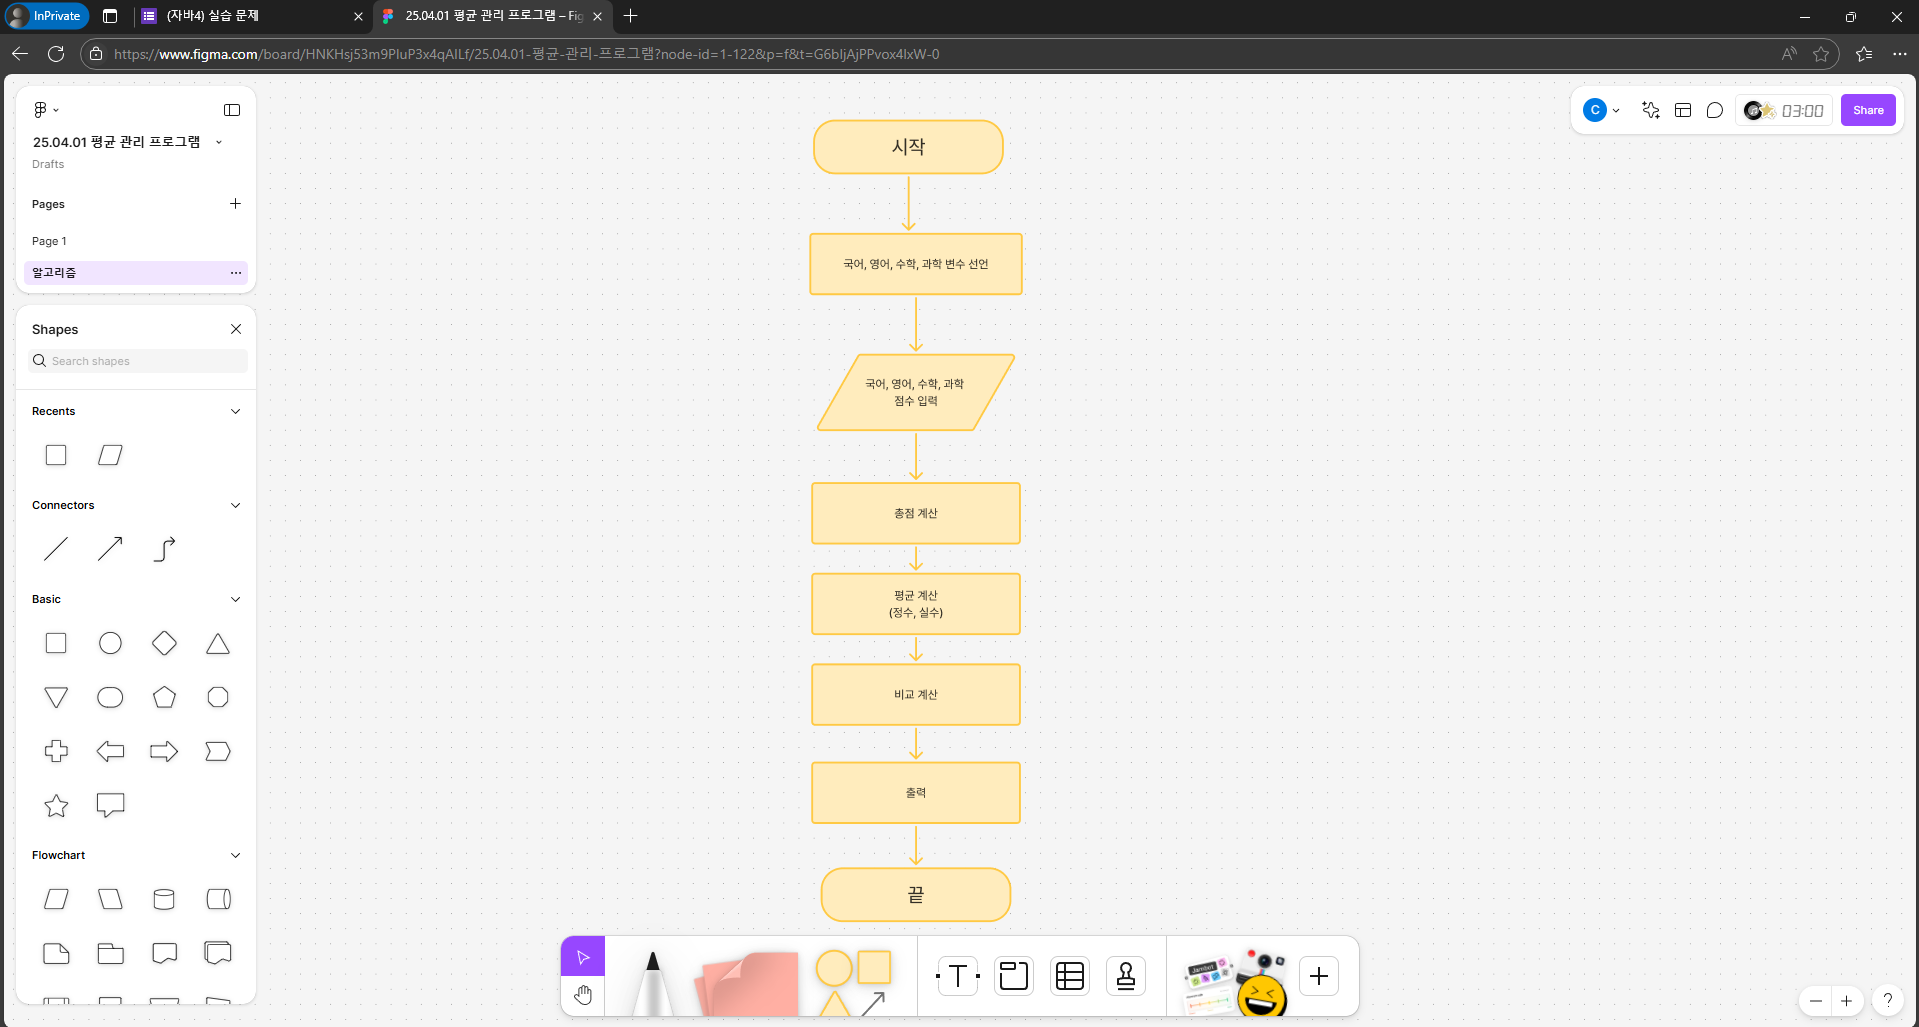 InPrivate
(자바4) 실습 문제
25.04.01 평균 관리 프로그램 – Fig
https://www.figma.com/board/HNKHsj53m9PluP3x4qAILf/25.04.01-평균-관리-프로그램?node-id=1-122&p=f&t=G6bIjAjPPvox4IxW-0
25.04.01 평균 관리 프로그램
Drafts
Pages
Page 1
알고리즘
Shapes
Search shapes
Recents
Connectors
Basic
Flowchart
시작
국어, 영어, 수학, 과학 변수 선언
국어, 영어, 수학, 과학
점수 입력
총점 계산
평균 계산
(정수, 실수)
비교 계산
출력
끝
C
03:00
Share
T
Jambot
?